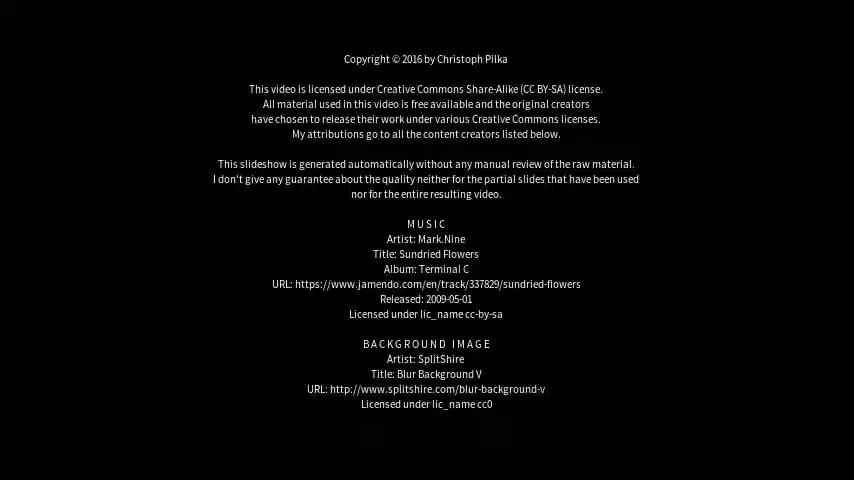 Copyright © 2016 by Christoph Pilka
This video is licensed under Creative Commons Share-Alike (CC BY-SA) license.
All material used in this video is free available and the original creators
have chosen to release their work under various Creative Commons licenses.
My attributions go to all the content creators listed below.
This slideshow is generated automatically without any manual review of the raw material.
I don't give any guarantee about the quality neither for the partial slides that have been used
nor for the entire resulting video.
MUSIC
Artist: Mark.Nine
Title: Sundried Flowers
Album: Terminal C
URL: https://www.jamendo.com/en/track/337829/sundried-flowers
Released: 2009-05-01
Licensed under lic_name cc-by-sa
BACKGROUND IMAGE
Artist: SplitShire
Title: Blur Background V
URL: http://www.splitshire.com/blur-background-v
Licensed under lic_name cc0